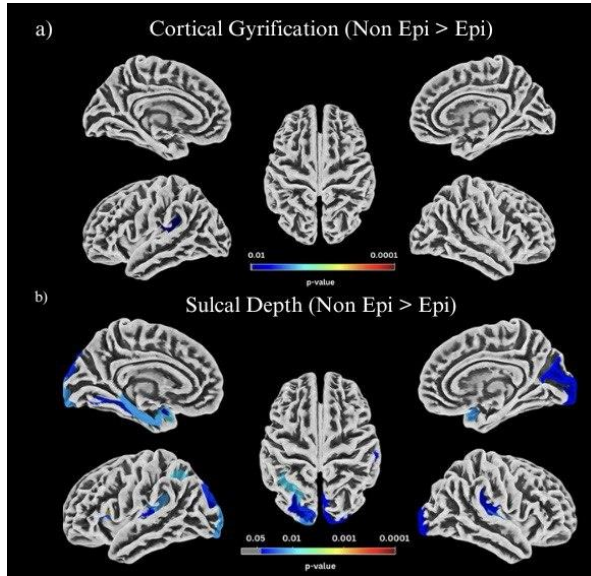 a) Cortical Gyrification (Non Epi > Epi)
0.01 0.0001
p-value
b) Sulcal Depth (Non Epi > Epi)
0.05 0.01 0.001 0.0001
p-value